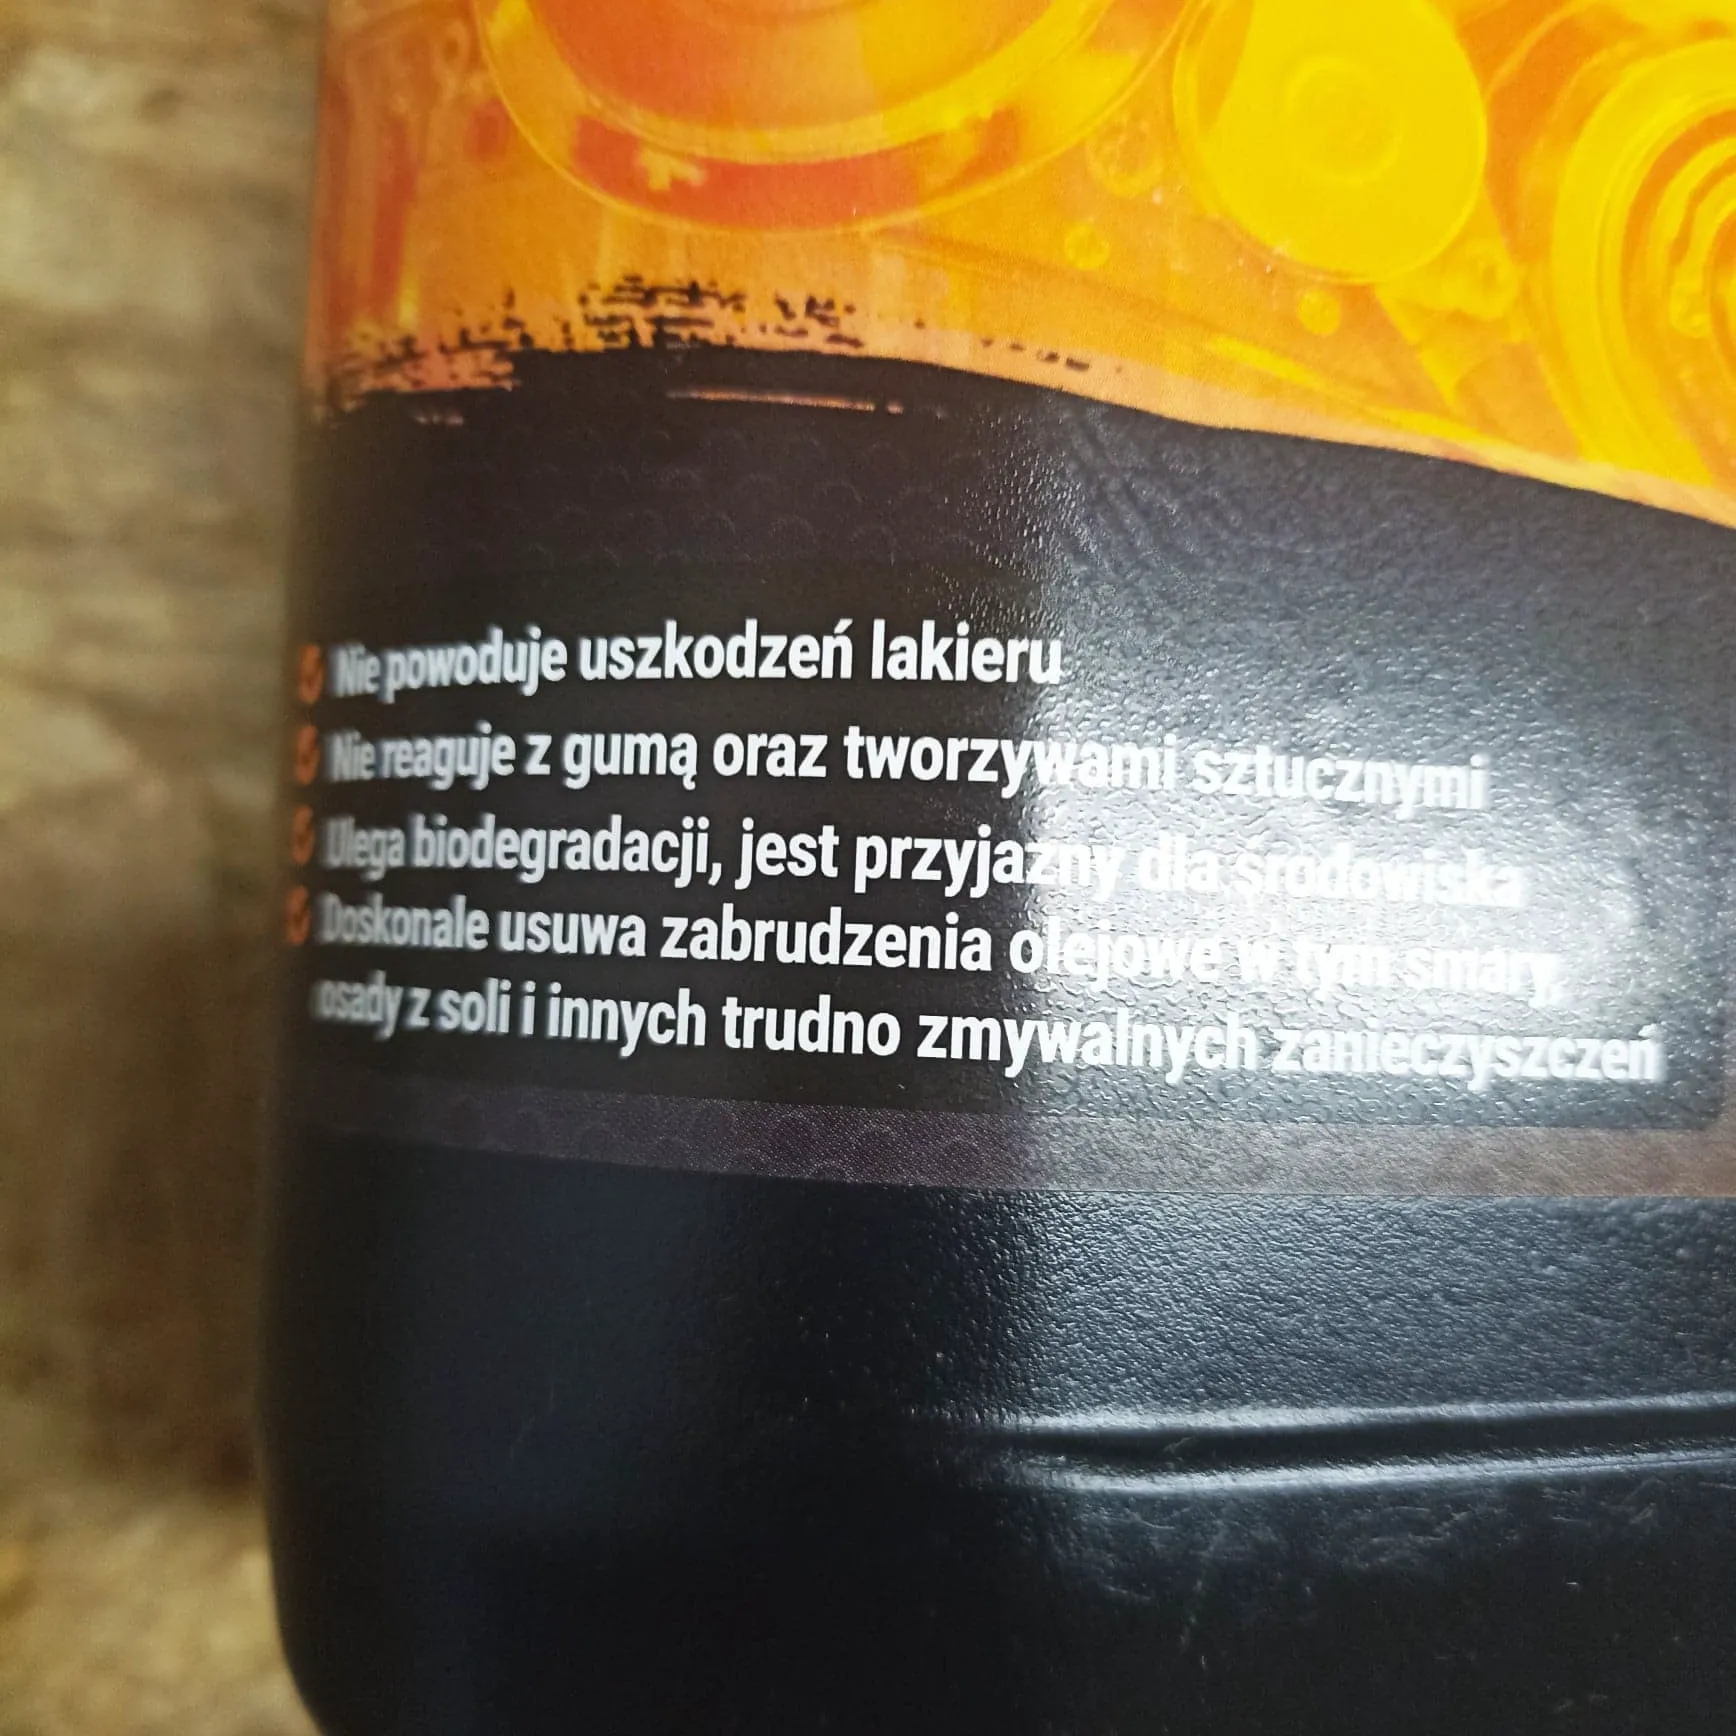 Nie powoduje uszkodzeń lakieru
Nie reaguje z gumą oraz tworzywami sztucznymi
Ulega biodegradacji, jest przyjazny dla środowiska
Doskonale usuwa zabrudzenia olejowe w tym smary,
osady z soli i innych trudno zmywalnych zanieczyszczeń